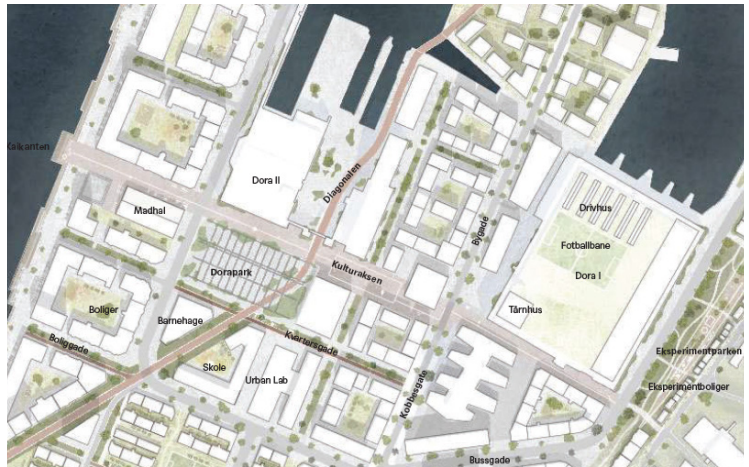 Kaikanten
Dora II
Diagonalen
Madhal
Drivhus
Bygade
Fotballbane
Dorapark
Kulturaksen
Dora I
Boliger
Barnehage
Tårnhus
Boliggade
Kvartersgade
Eksperimentparken
Skole
Urban Lab
Kobbesgate
Eksperimentboliger
Bussgade